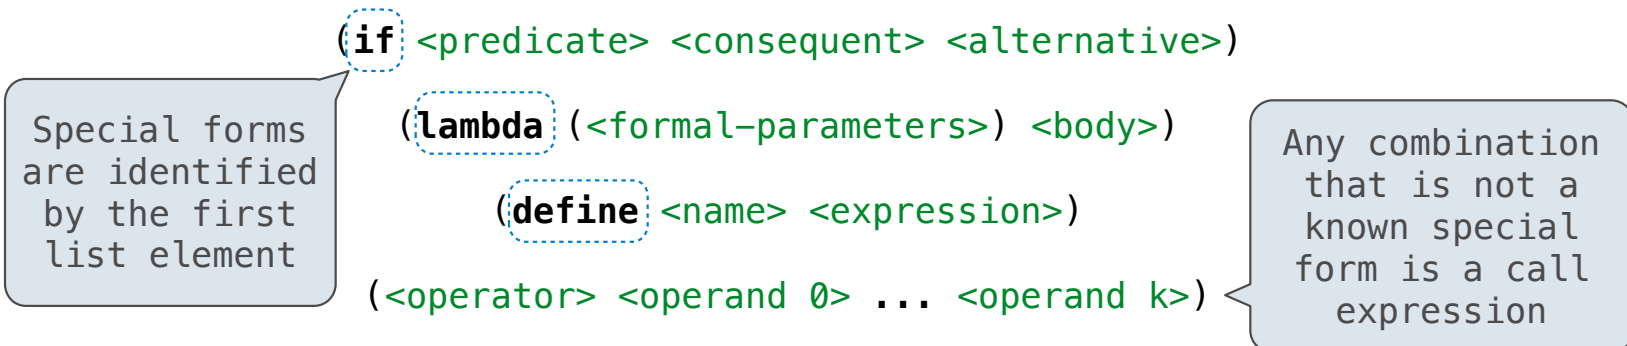 (if <predicate> <consequent> <alternative>)
Special forms
are identified
by the first
list element
(lambda (<formal-parameters>) <body>)
(define <name> <expression>)
(<operator> <operand 0> ... <operand k>)
Any combination
that is not a
known special
form is a call
expression